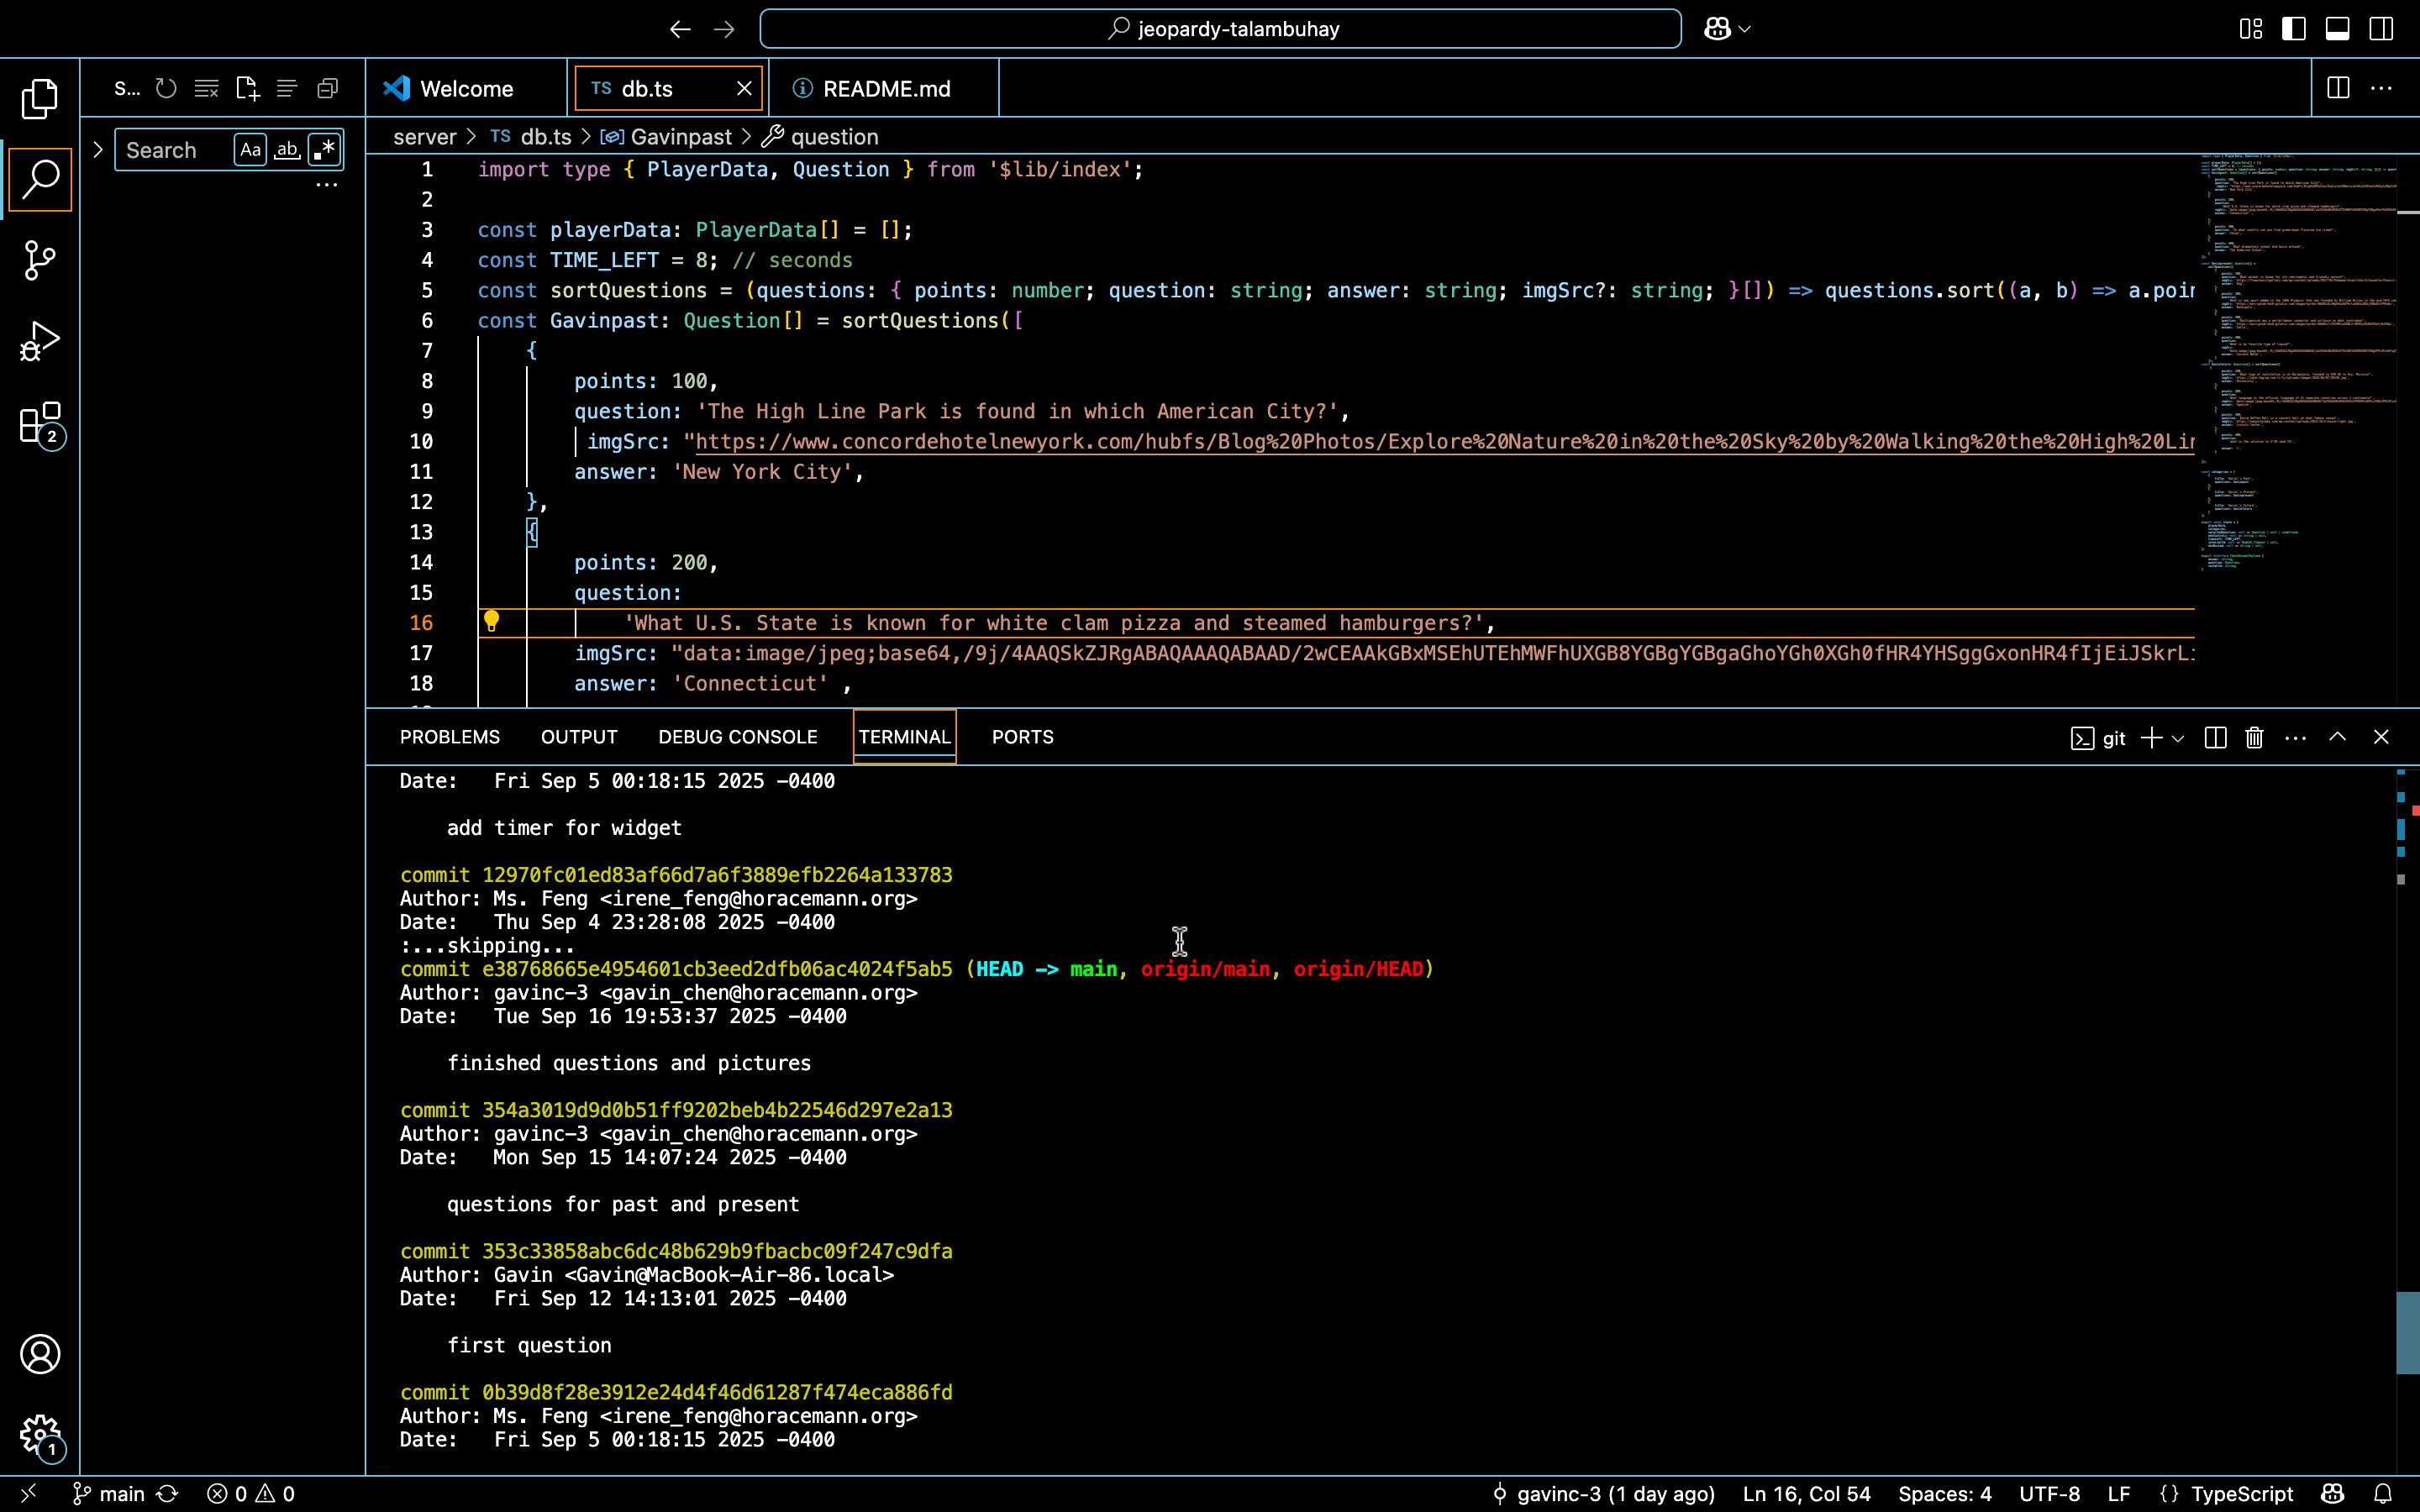 jeopardy-talambuhay
S...
Welcome
TS db.ts
README.md
Search
Aa
ab
.*
2
server > TS db.ts > Gavinpast > question
1 import type { PlayerData, Question } from '$lib/index';
2
3 const playerData: PlayerData[] = [];
4 const TIME_LEFT = 8; // seconds
5 const sortQuestions = (questions: { points: number; question: string; answer: string; imgSrc?: string; }[]) => questions.sort((a, b) => a.poin
6 const Gavinpast: Question[] = sortQuestions([
7 {
8 points: 100,
9 question: 'The High Line Park is found in which American City?',
10 imgSrc: "https://www.concordehotelnewyork.com/hubfs/Blog%20Photos/Explore%20Nature%20in%20the%20Sky%20by%20Walking%20the%20High%20Lin
11 answer: 'New York City',
12 },
13 {
14 points: 200,
15 question:
16 'What U.S. State is known for white clam pizza and steamed hamburgers?',
17 imgSrc: "data:image/jpeg;base64,/9j/4AAQSkZJRgABAQAAAQABAAD/2wCEAAkGBxMSEhUTEhMWFhUXGB8YGBgYGBgaGhoYGh0XGh0fHR4YHSggGxonHR4fIjEiJSkrLi
18 answer: 'Connecticut' ,
PROBLEMS OUTPUT DEBUG CONSOLE TERMINAL PORTS
git
Date: Fri Sep 5 00:18:15 2025 -0400
add timer for widget
commit 12970fc01ed83af66d7a6f3889efb2264a133783
Author: Ms. Feng <irene_feng@horacemann.org>
Date: Thu Sep 4 23:28:08 2025 -0400
:...skipping...
commit e38768665e4954601cb3eed2dfb06ac4024f5ab5 (HEAD -> main, origin/main, origin/HEAD)
Author: gavinc-3 <gavin_chen@horacemann.org>
Date: Tue Sep 16 19:53:37 2025 -0400
finished questions and pictures
commit 354a3019d9d0b51ff9202beb4b22546d297e2a13
Author: gavinc-3 <gavin_chen@horacemann.org>
Date: Mon Sep 15 14:07:24 2025 -0400
questions for past and present
commit 353c33858abc6dc48b629b9fbacbc09f247c9dfa
Author: Gavin <Gavin@MacBook-Air-86.local>
Date: Fri Sep 12 14:13:01 2025 -0400
first question
commit 0b39d8f28e3912e24d4f46d61287f474eca886fd
Author: Ms. Feng <irene_feng@horacemann.org>
Date: Fri Sep 5 00:18:15 2025 -0400
1
main 0 0
gavinc-3 (1 day ago) Ln 16, Col 54 Spaces: 4 UTF-8 LF {} TypeScript